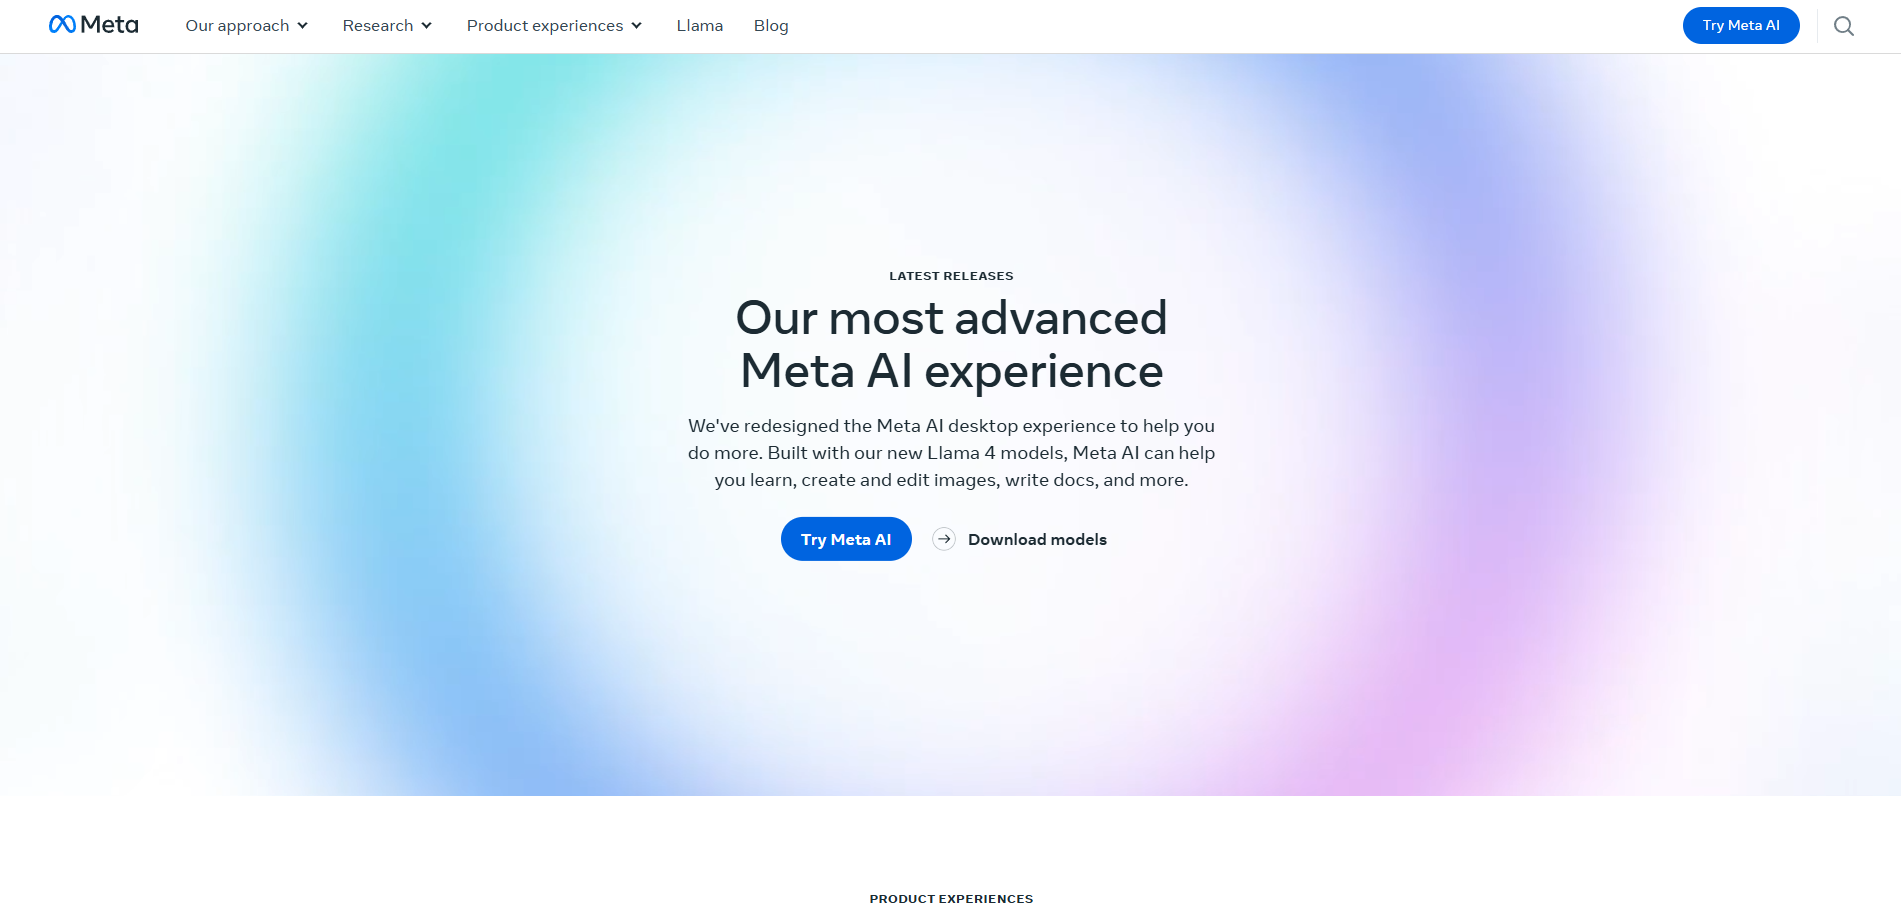 Meta
Our approach
Research
Product experiences
Llama
Blog
Try Meta AI
LATEST RELEASES
Our most advanced
Meta AI experience
We've redesigned the Meta AI desktop experience to help you
do more. Built with our new Llama 4 models, Meta AI can help
you learn, create and edit images, write docs, and more.
Try Meta AI
Download models
PRODUCT EXPERIENCES